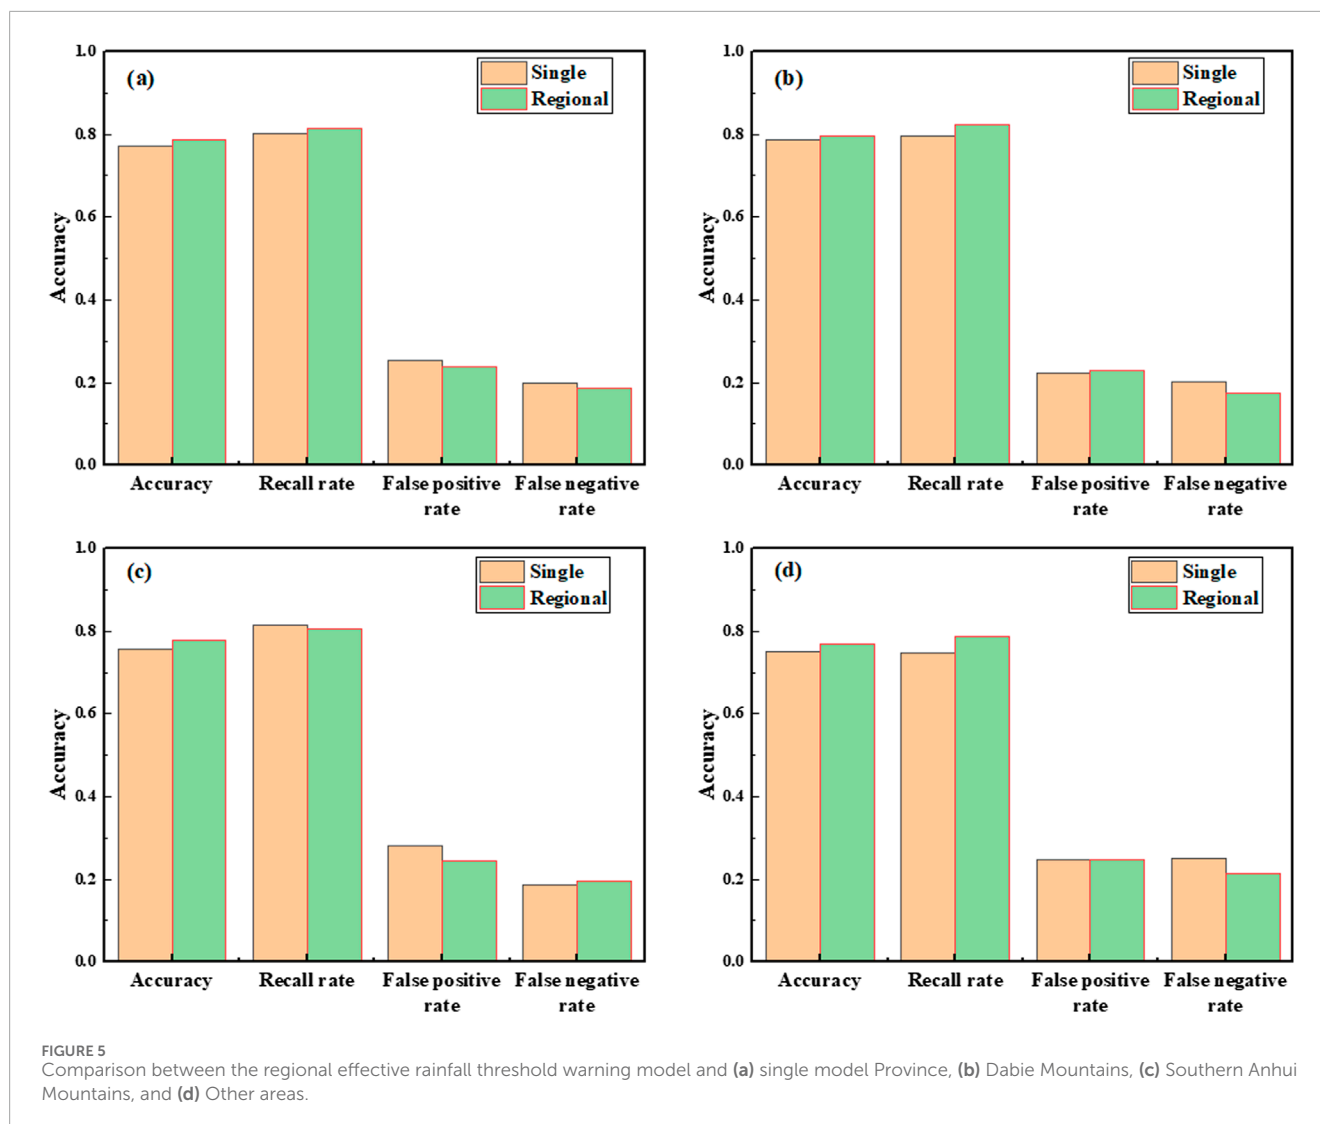 1.0
0.8
0.6
0.4
0.2
0.0
Accuracy
(a)
Single
Regional
Accuracy
Recall rate
False positive
rate
False negative
rate
1.0
0.8
0.6
0.4
0.2
0.0
Accuracy
(b)
Single
Regional
Accuracy
Recall rate
False positive
rate
False negative
rate
1.0
0.8
0.6
0.4
0.2
0.0
Accuracy
(c)
Single
Regional
Accuracy
Recall rate
False positive
rate
False negative
rate
1.0
0.8
0.6
0.4
0.2
0.0
Accuracy
(d)
Single
Regional
Accuracy
Recall rate
False positive
rate
False negative
rate
FIGURE 5
Comparison between the regional effective rainfall threshold warning model and (a) single model Province, (b) Dabie Mountains, (c) Southern Anhui
Mountains, and (d) Other areas.